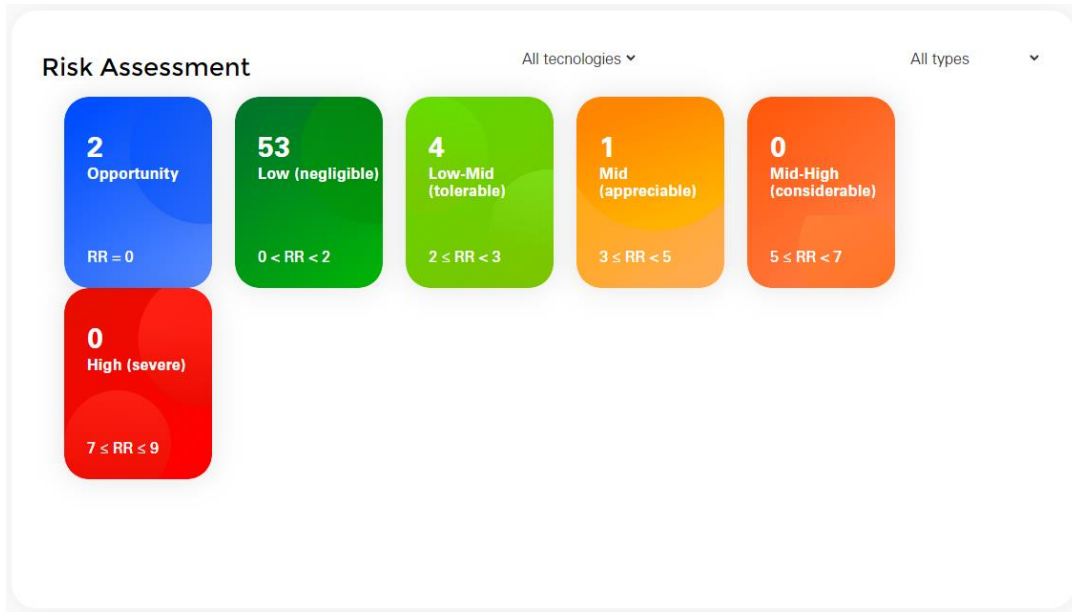 Risk Assessment
All tecnologies
All types
2
Opportunity
RR = 0
53
Low (negligible)
0 < RR < 2
4
Low-Mid
(tolerable)
2 ≤ RR < 3
1
Mid
(appreciable)
3 ≤ RR < 5
0
Mid-High
(considerable)
5 ≤ RR < 7
0
High (severe)
7 ≤ RR ≤ 9